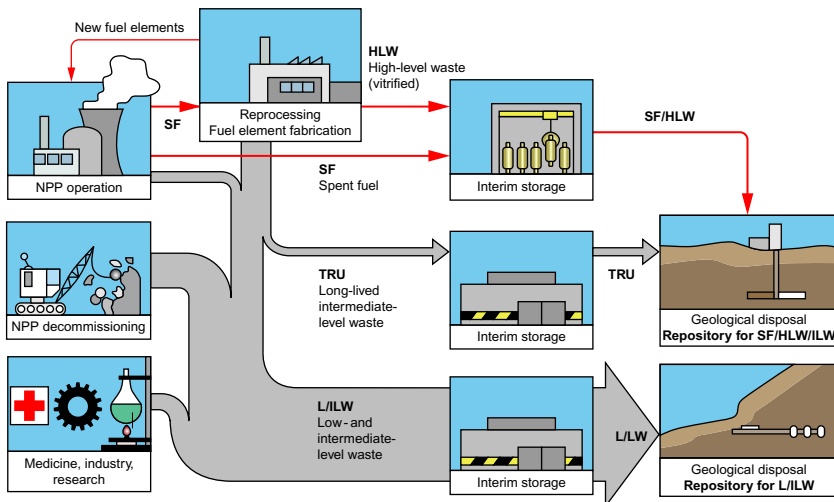 New fuel elements
HLW
High-level waste
(vitrified)
SF
Reprocessing
Fuel element fabrication
SF/HLW
NPP operation
SF
Spent fuel
Interim storage
TRU
Long-lived
intermediate-
level waste
TRU
NPP decommissioning
Interim storage
Geological disposal
Repository for SF/HLW/ILW
L/ILW
Low- and
intermediate-
level waste
L/LW
Medicine, industry,
research
Interim storage
Geological disposal
Repository for L/ILW